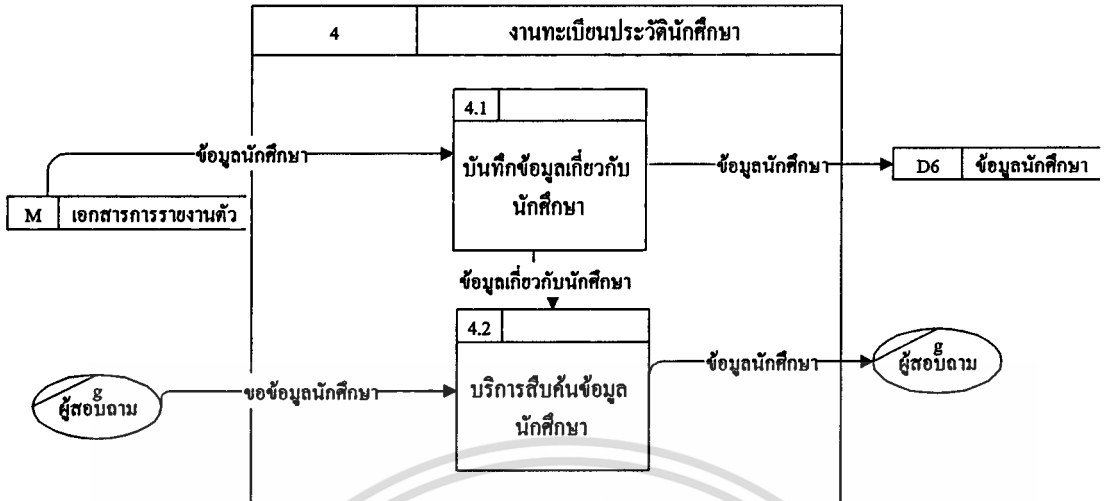 4 งานทะเบียนประวัตินักศึกษา
4.1
ข้อมูลนักศึกษา
บันทึกข้อมูลเกี่ยวกับ
นักศึกษา
ข้อมูลนักศึกษา
D6 ข้อมูลนักศึกษา
M เอกสารการรายงานตัว
ข้อมูลเกี่ยวกับนักศึกษา
4.2
g
ผู้สอบถาม
ขอข้อมูลนักศึกษา
บริการสืบค้นข้อมูล
นักศึกษา
ข้อมูลนักศึกษา
g
ผู้สอบถาม